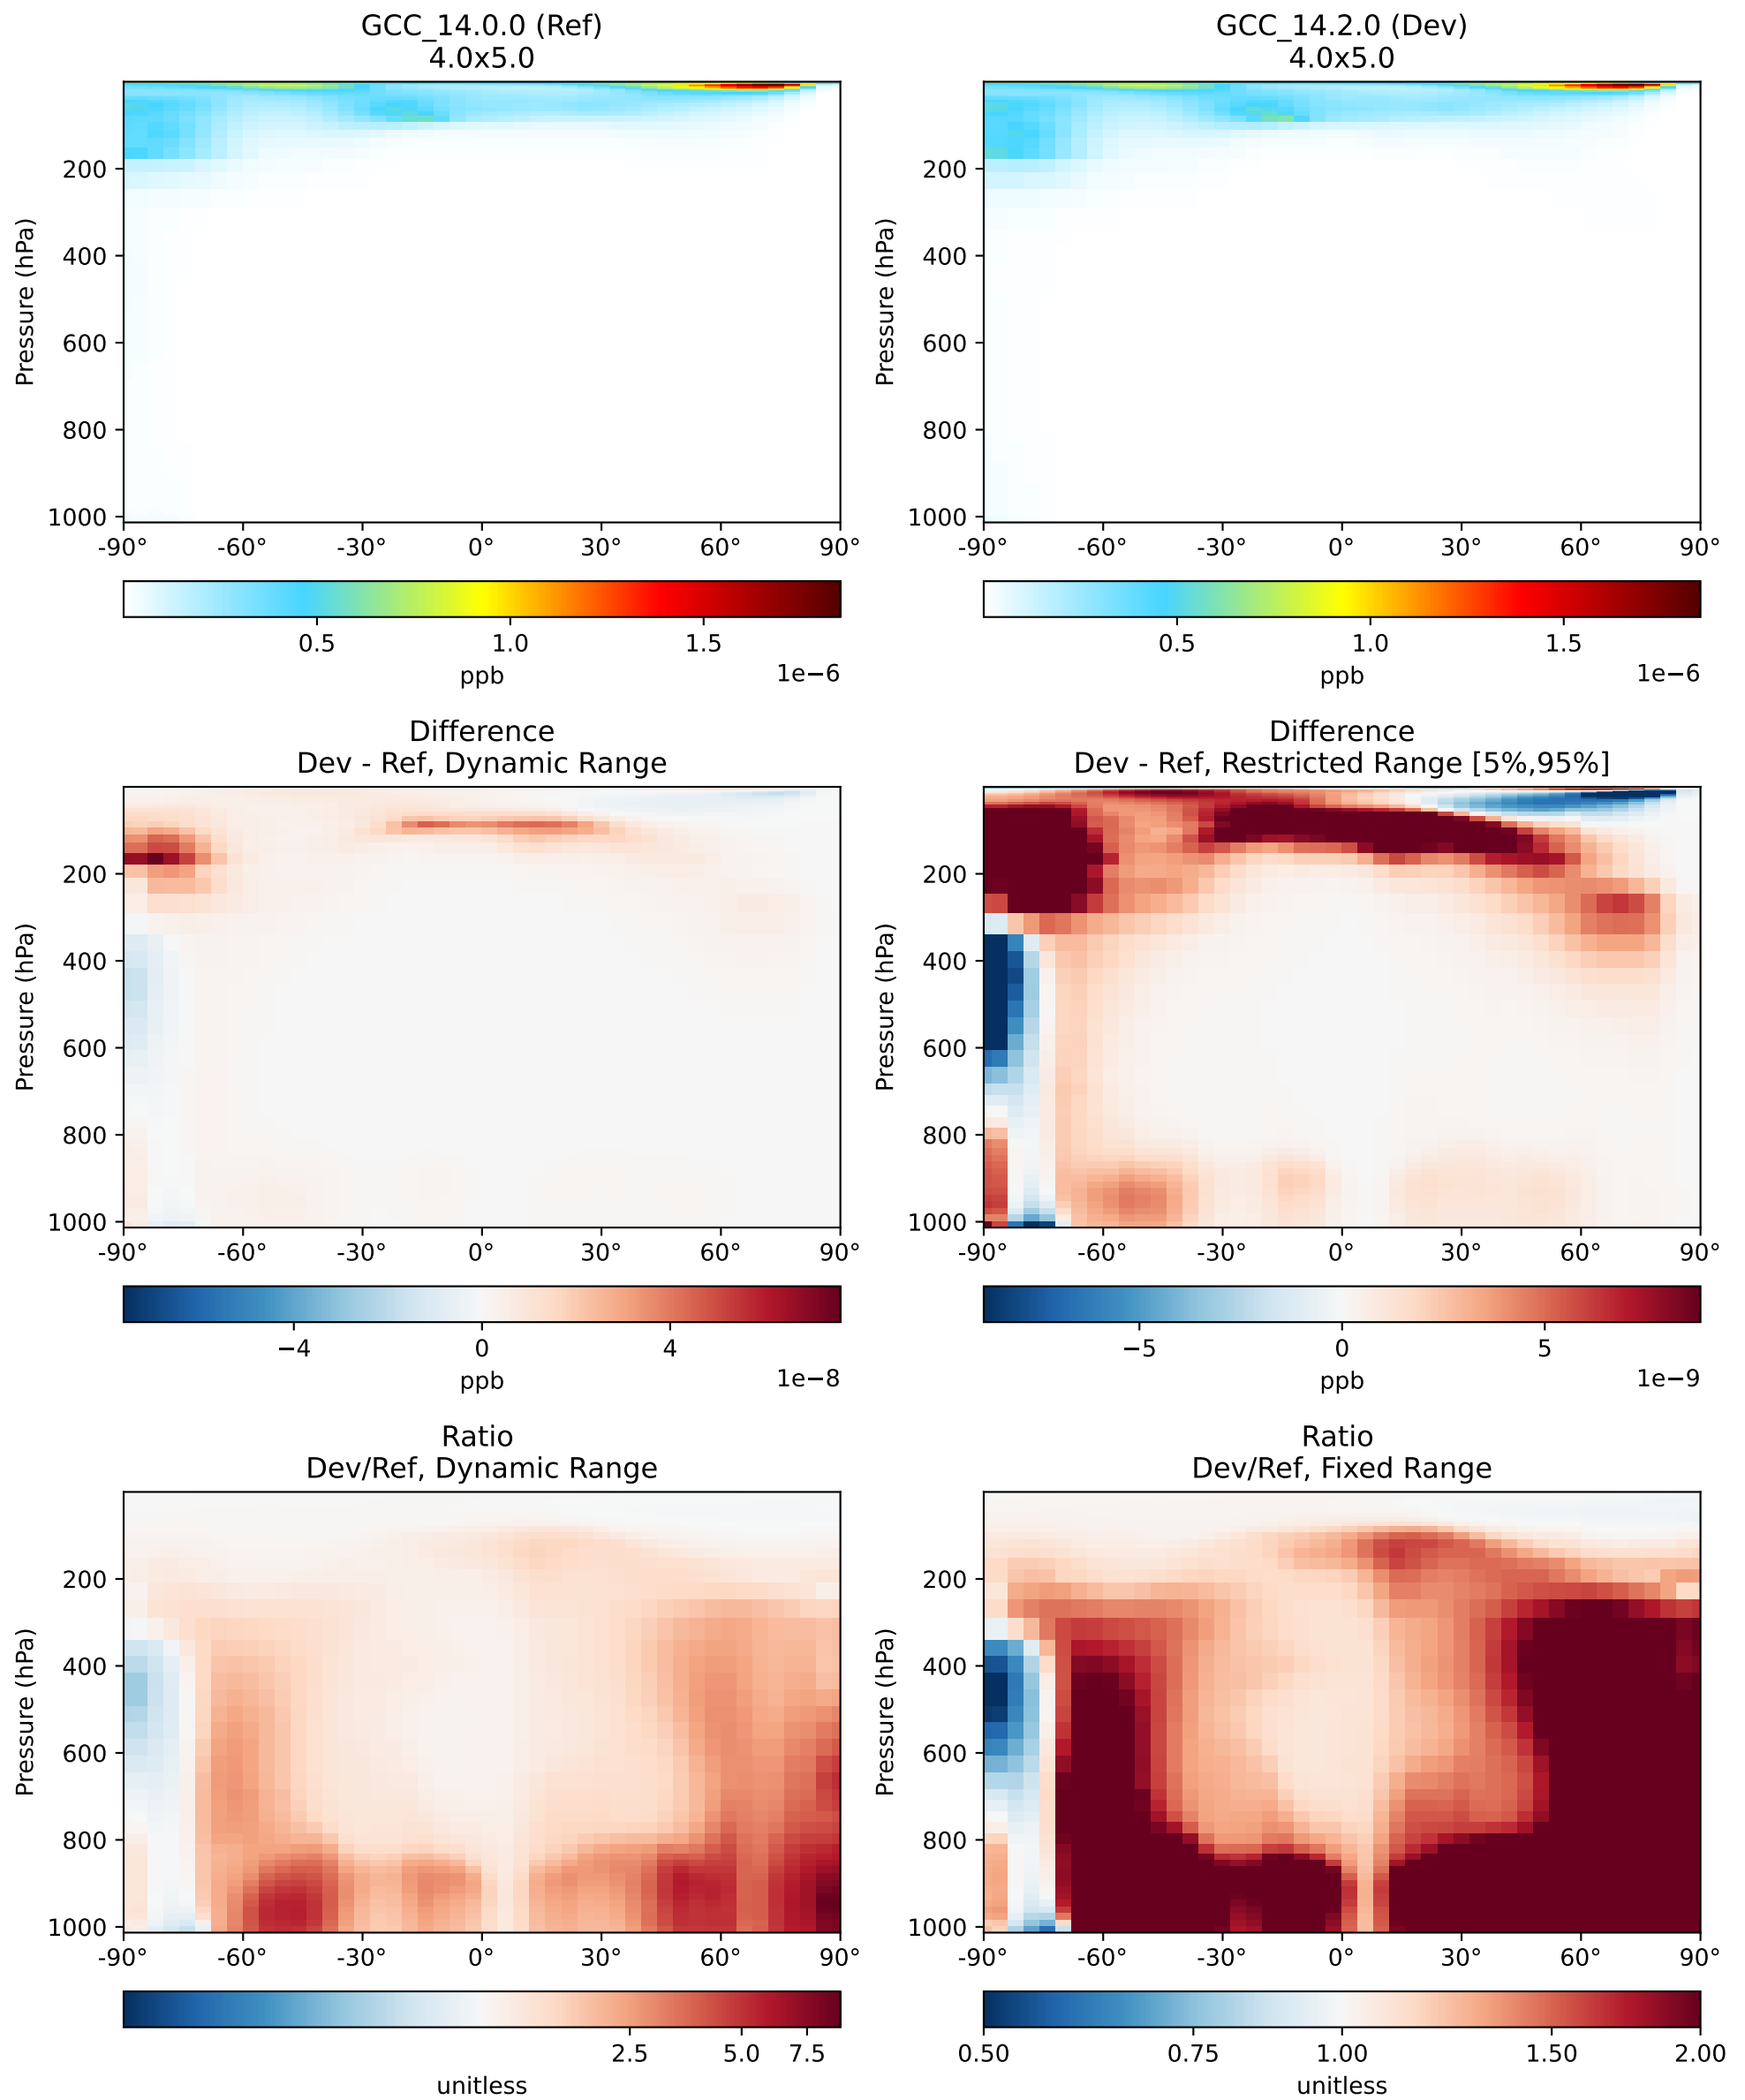 GCC_14.0.0 (Ref)
4.0x5.0
Pressure (hPa)
200
400
600
800
1000
-90° -60° -30° 0° 30° 60° 90°
0.5 1.0 1.5
ppb
1e−6
GCC_14.2.0 (Dev)
4.0x5.0
Pressure (hPa)
200
400
600
800
1000
-90° -60° -30° 0° 30° 60° 90°
0.5 1.0 1.5
ppb
1e−6
Difference
Dev - Ref, Dynamic Range
Pressure (hPa)
200
400
600
800
1000
-90° -60° -30° 0° 30° 60° 90°
−4 0 4
ppb
1e−8
Difference
Dev - Ref, Restricted Range [5%,95%]
Pressure (hPa)
200
400
600
800
1000
-90° -60° -30° 0° 30° 60° 90°
−5 0 5
ppb
1e−9
Ratio
Dev/Ref, Dynamic Range
Pressure (hPa)
200
400
600
800
1000
-90° -60° -30° 0° 30° 60° 90°
2.5 5.0 7.5
unitless
Ratio
Dev/Ref, Fixed Range
Pressure (hPa)
200
400
600
800
1000
-90° -60° -30° 0° 30° 60° 90°
0.50 0.75 1.00 1.50 2.00
unitless